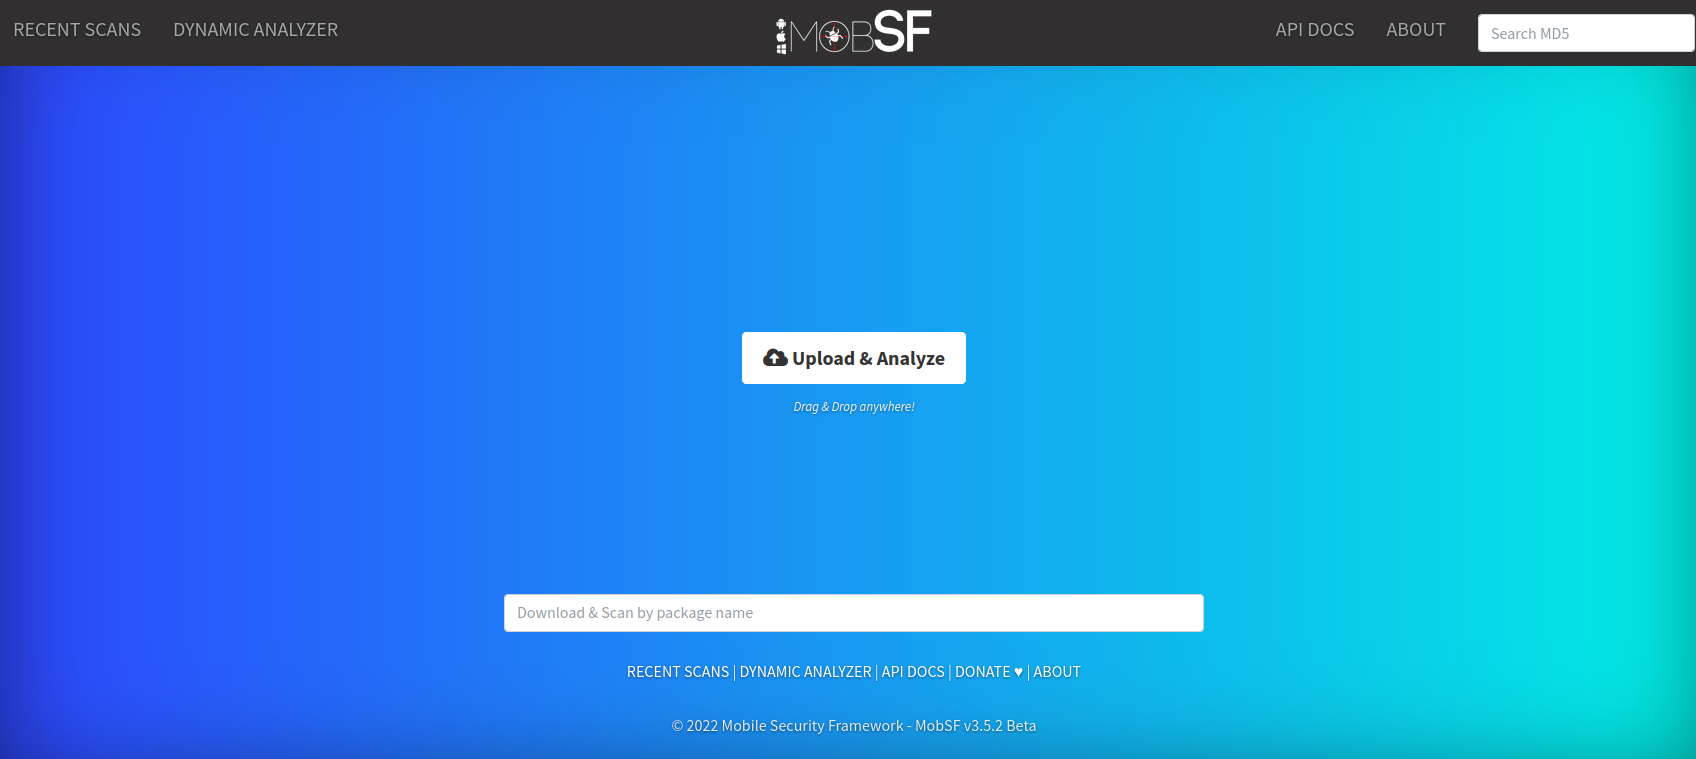 RECENT SCANS DYNAMIC ANALYZER MOBSF API DOCS ABOUT Search MD5
Upload & Analyze
Drag & Drop anywhere!
Download & Scan by package name
RECENT SCANS | DYNAMIC ANALYZER | API DOCS | DONATE ♥ | ABOUT
© 2022 Mobile Security Framework - MobSF v3.5.2 Beta